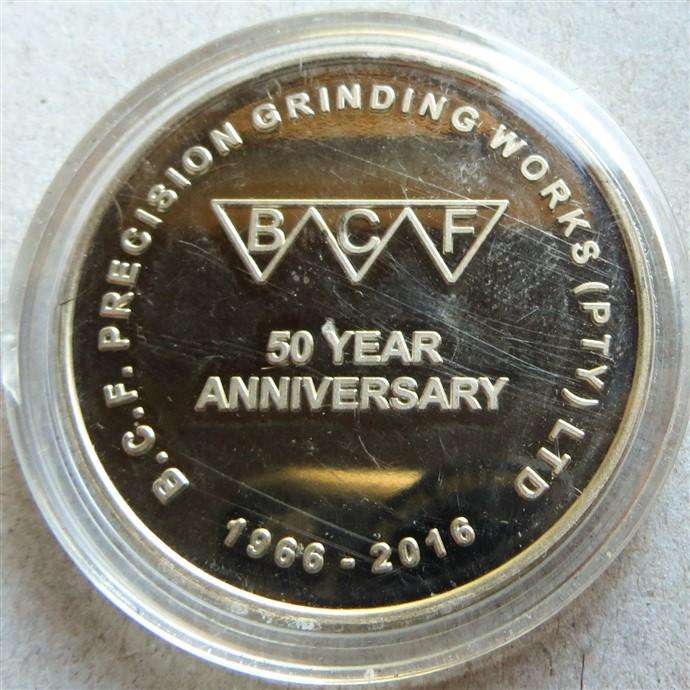 B.C.F. PRECISION GRINDING WORKS (PTY) LTD
BCF
50 YEAR
ANNIVERSARY
1966 - 2016